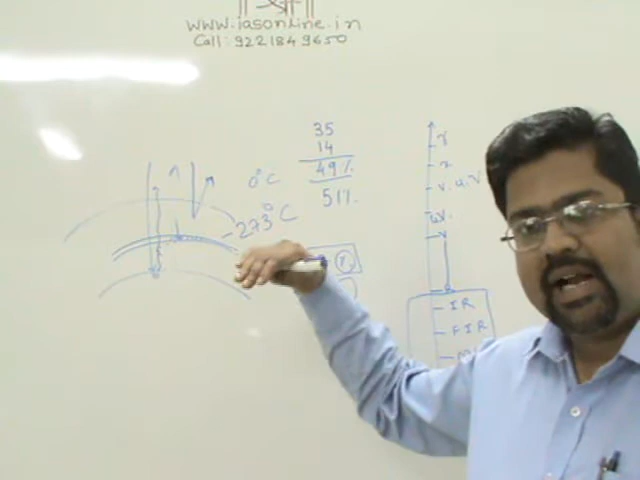 www.iasonline.in
Call: 9221849650
35
14
49%
51%
0°C
-273°C
γ
x
V.U.V
UV.
V
IR
FIR